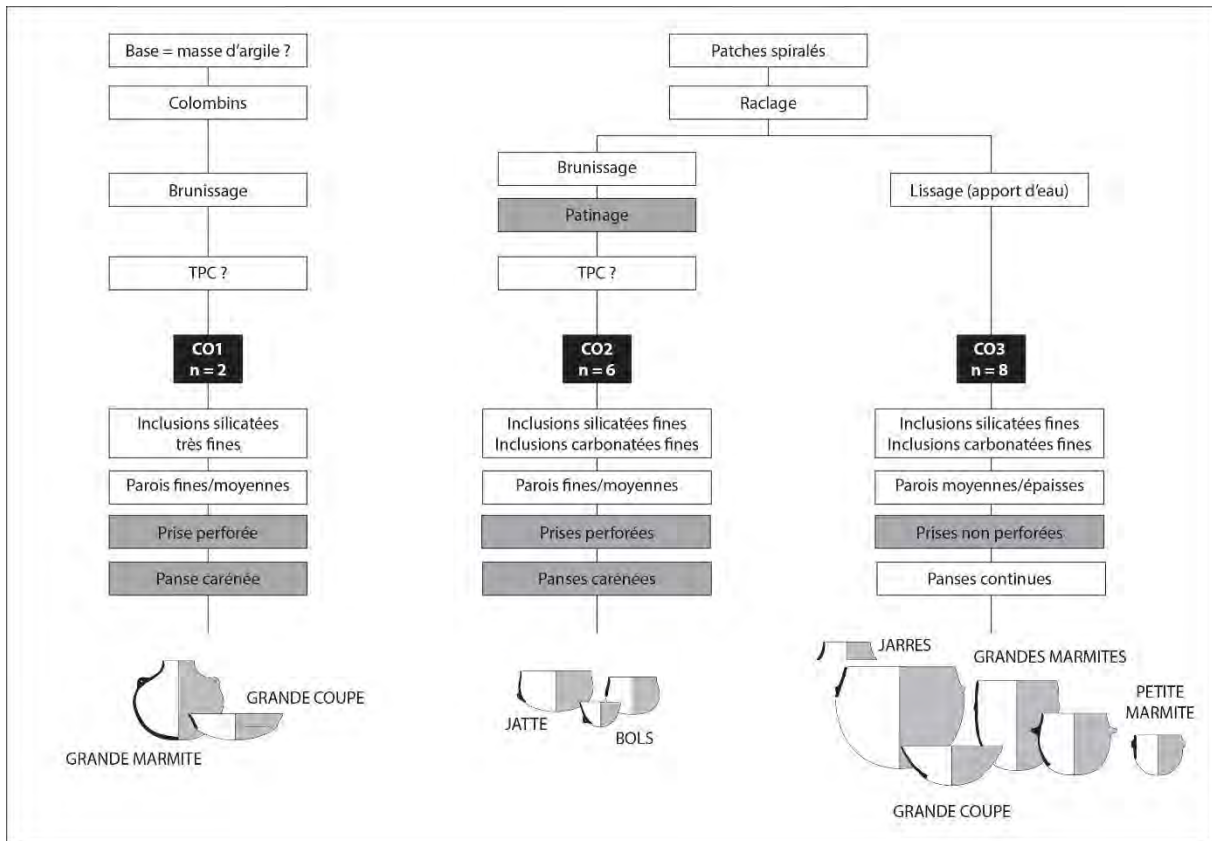 Base = masse d'argile ?
Colombins
Brunissage
TPC ?
CO1
n = 2
Inclusions silicatées
très fines
Parois fines/moyennes
Prise perforée
Panse carénée
GRANDE COUPE
GRANDE MARMITE
Patches spiralés
Raclage
Brunissage
Patinage
TPC ?
CO2
n = 6
Inclusions silicatées fines
Inclusions carbonatées fines
Parois fines/moyennes
Prises perforées
Panses carénées
JATTE
BOLS
Lissage (apport d'eau)
CO3
n = 8
Inclusions silicatées fines
Inclusions carbonatées fines
Parois moyennes/épaisses
Prises non perforées
Panses continues
JARRES
GRANDES MARMITES
PETITE
MARMITE
GRANDE COUPE